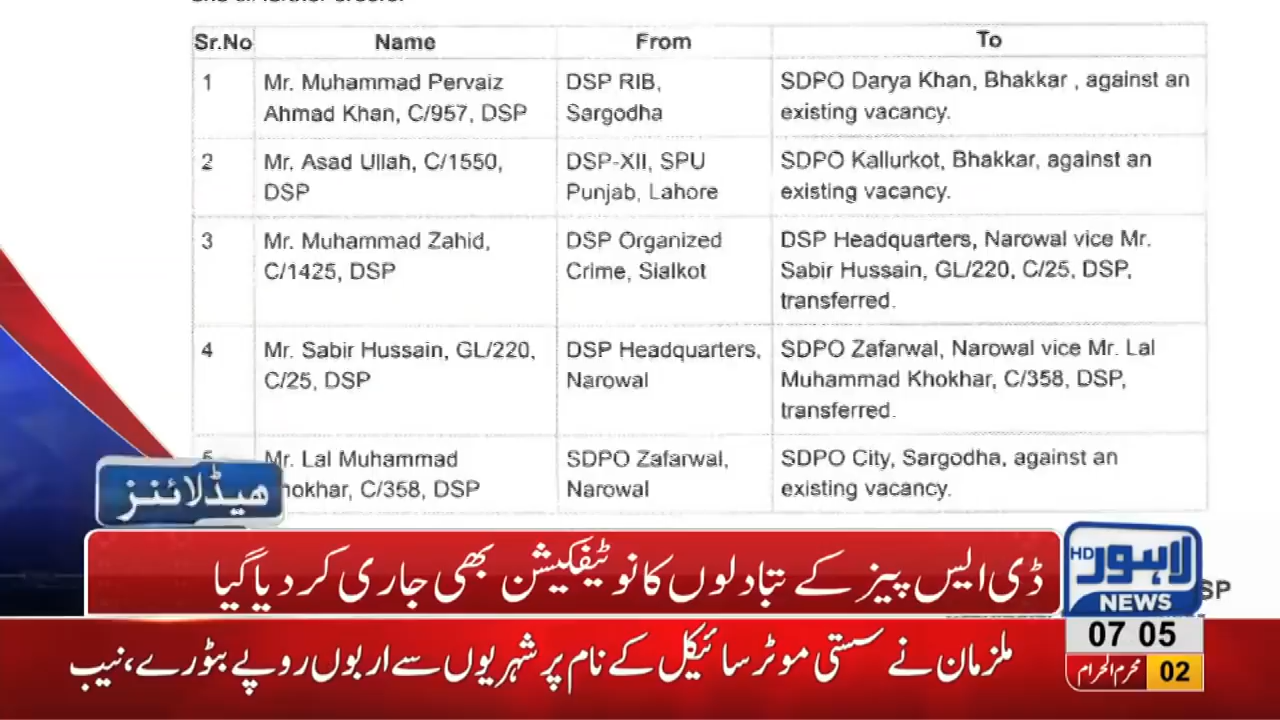 Sr.No Name From To
1 Mr. Muhammad Pervaiz DSP RIB, SDPO Darya Khan, Bhakkar , against an
Ahmad Khan, C/957, DSP Sargodha existing vacancy.
2 Mr. Asad Ullah, C/1550, DSP-XII, SPU SDPO Kallurkot, Bhakkar, against an
DSP Punjab, Lahore existing vacancy.
3 Mr. Muhammad Zahid, DSP Organized DSP Headquarters, Narowal vice Mr.
C/1425, DSP Crime, Sialkot Sabir Hussain, GL/220, C/25, DSP,
transferred.
4 Mr. Sabir Hussain, GL/220, DSP Headquarters, SDPO Zafarwal, Narowal vice Mr. Lal
C/25, DSP Narowal Muhammad Khokhar, C/358, DSP,
transferred.
5 Mr. Lal Muhammad SDPO Zafarwal, SDPO City, Sargodha, against an
hokhar, C/358, DSP Narowal existing vacancy.
ہیڈلائنز
ڈی ایس پیز کے تبادلوں کا نوٹیفکیشن بھی جاری کر دیا گیا
HD لاہور
NEWS
SP
07 05
ملزمان نے سستی موٹر سائیکل کے نام پر شہریوں سے اربوں روپے بٹورے، نیب
محرم الحرام 02